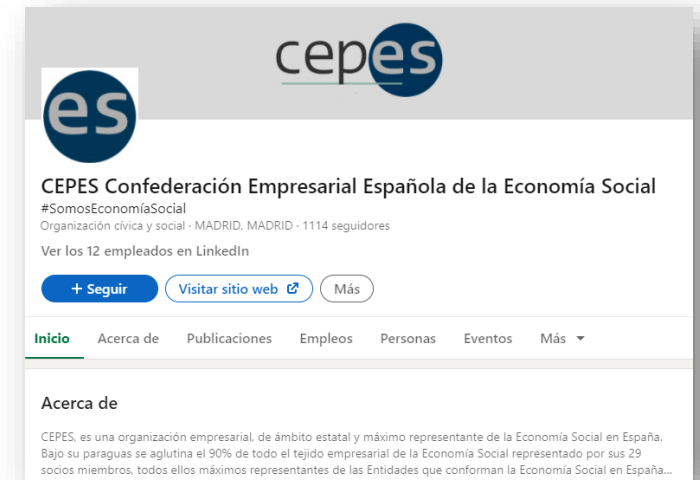 cepes
es
CEPES Confederación Empresarial Española de la Economía Social
#SomosEconomíaSocial
Organización cívica y social · MADRID, MADRID · 1114 seguidores
Ver los 12 empleados en LinkedIn
+ Seguir Visitar sitio web Más
Inicio Acerca de Publicaciones Empleos Personas Eventos Más
Acerca de
CEPES, es una organización empresarial, de ámbito estatal y máximo representante de la Economía Social en España.
Bajo su paraguas se aglutina el 90% de todo el tejido empresarial de la Economía Social representado por sus 29
socios miembros, todos ellos máximos representantes de las Entidades que conforman la Economía Social en España...